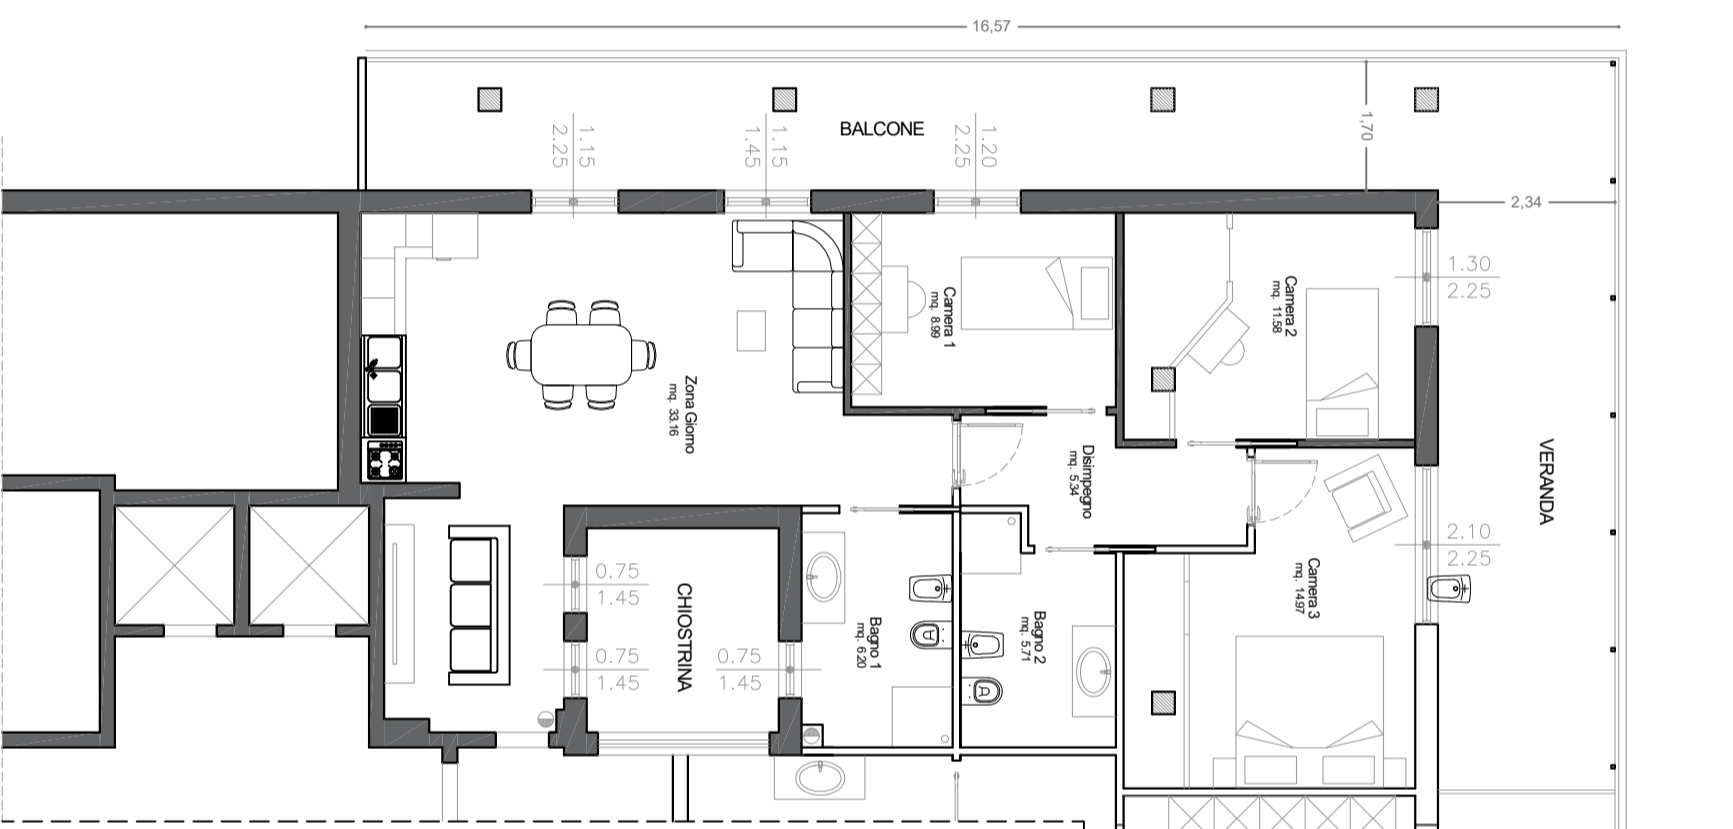 16,57
BALCONE
1,70
1.15
2.25
1.15
1.45
1.20
2.25
2,34
1.30
2.25
Camera 1
mq. 8.99
Camera 2
mq. 11.58
Zona Giorno
mq. 33.16
Disimpegno
mq. 5.34
VERANDA
2.10
2.25
0.75
1.45
CHIOSTRINA
0.75
1.45
0.75
1.45
Bagno 1
mq. 6.20
Bagno 2
mq. 5.71
Camera 3
mq. 14.97